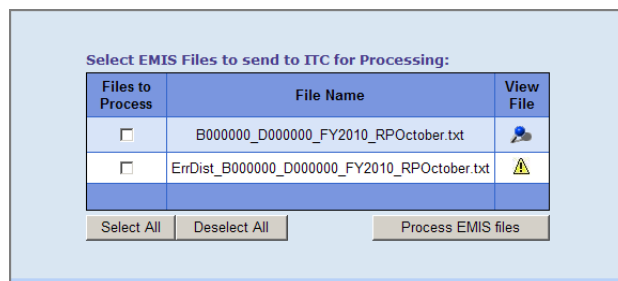 Select EMIS Files to send to ITC for Processing:
Files to Process File Name View File
B000000_D000000_FY2010_RPOctober.txt
ErrDist_B000000_D000000_FY2010_RPOctober.txt
Select All Deselect All Process EMIS files